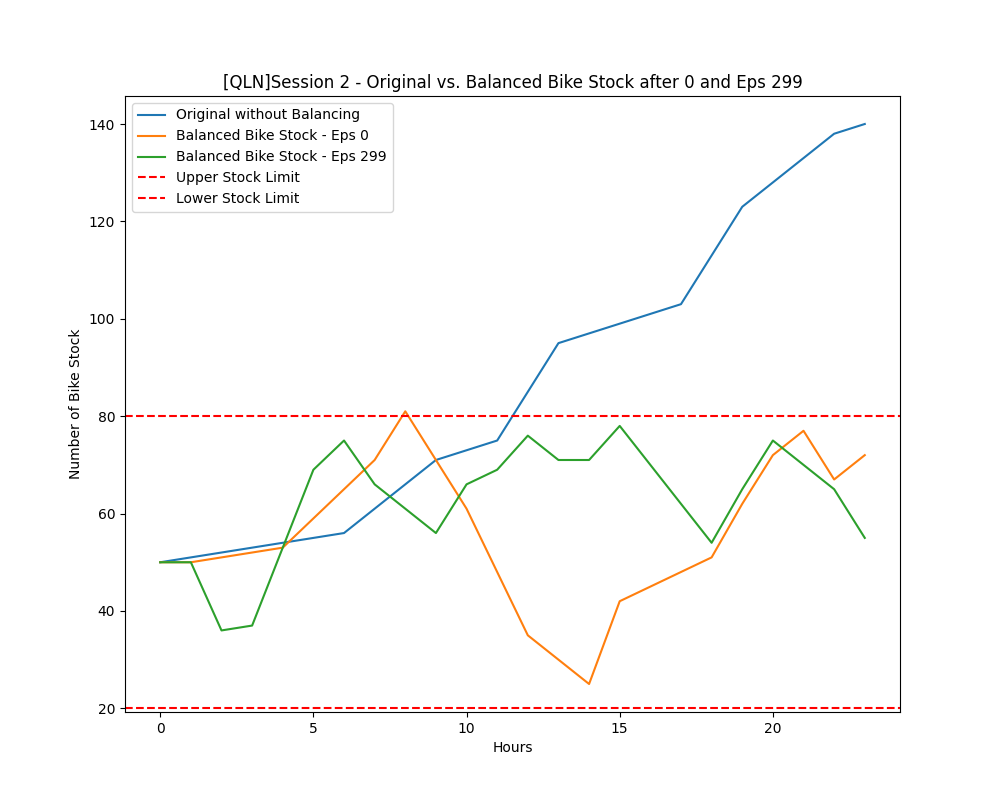 [QLN]Session 2 - Original vs. Balanced Bike Stock after 0 and Eps 299
Original without Balancing
Balanced Bike Stock - Eps 0
Balanced Bike Stock - Eps 299
Upper Stock Limit
Lower Stock Limit
140
120
100
80
60
40
20
Number of Bike Stock
0 5 10 15 20
Hours